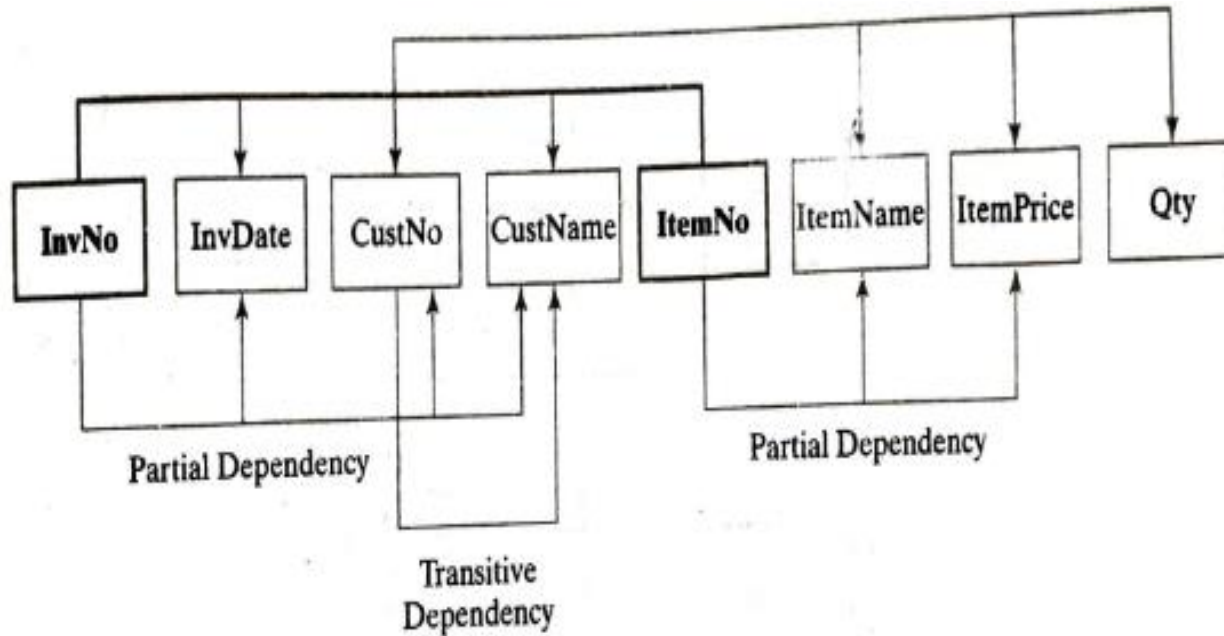 InvNo InvDate CustNo CustName ItemNo ItemName ItemPrice Qty
Partial Dependency
Partial Dependency
Transitive
Dependency